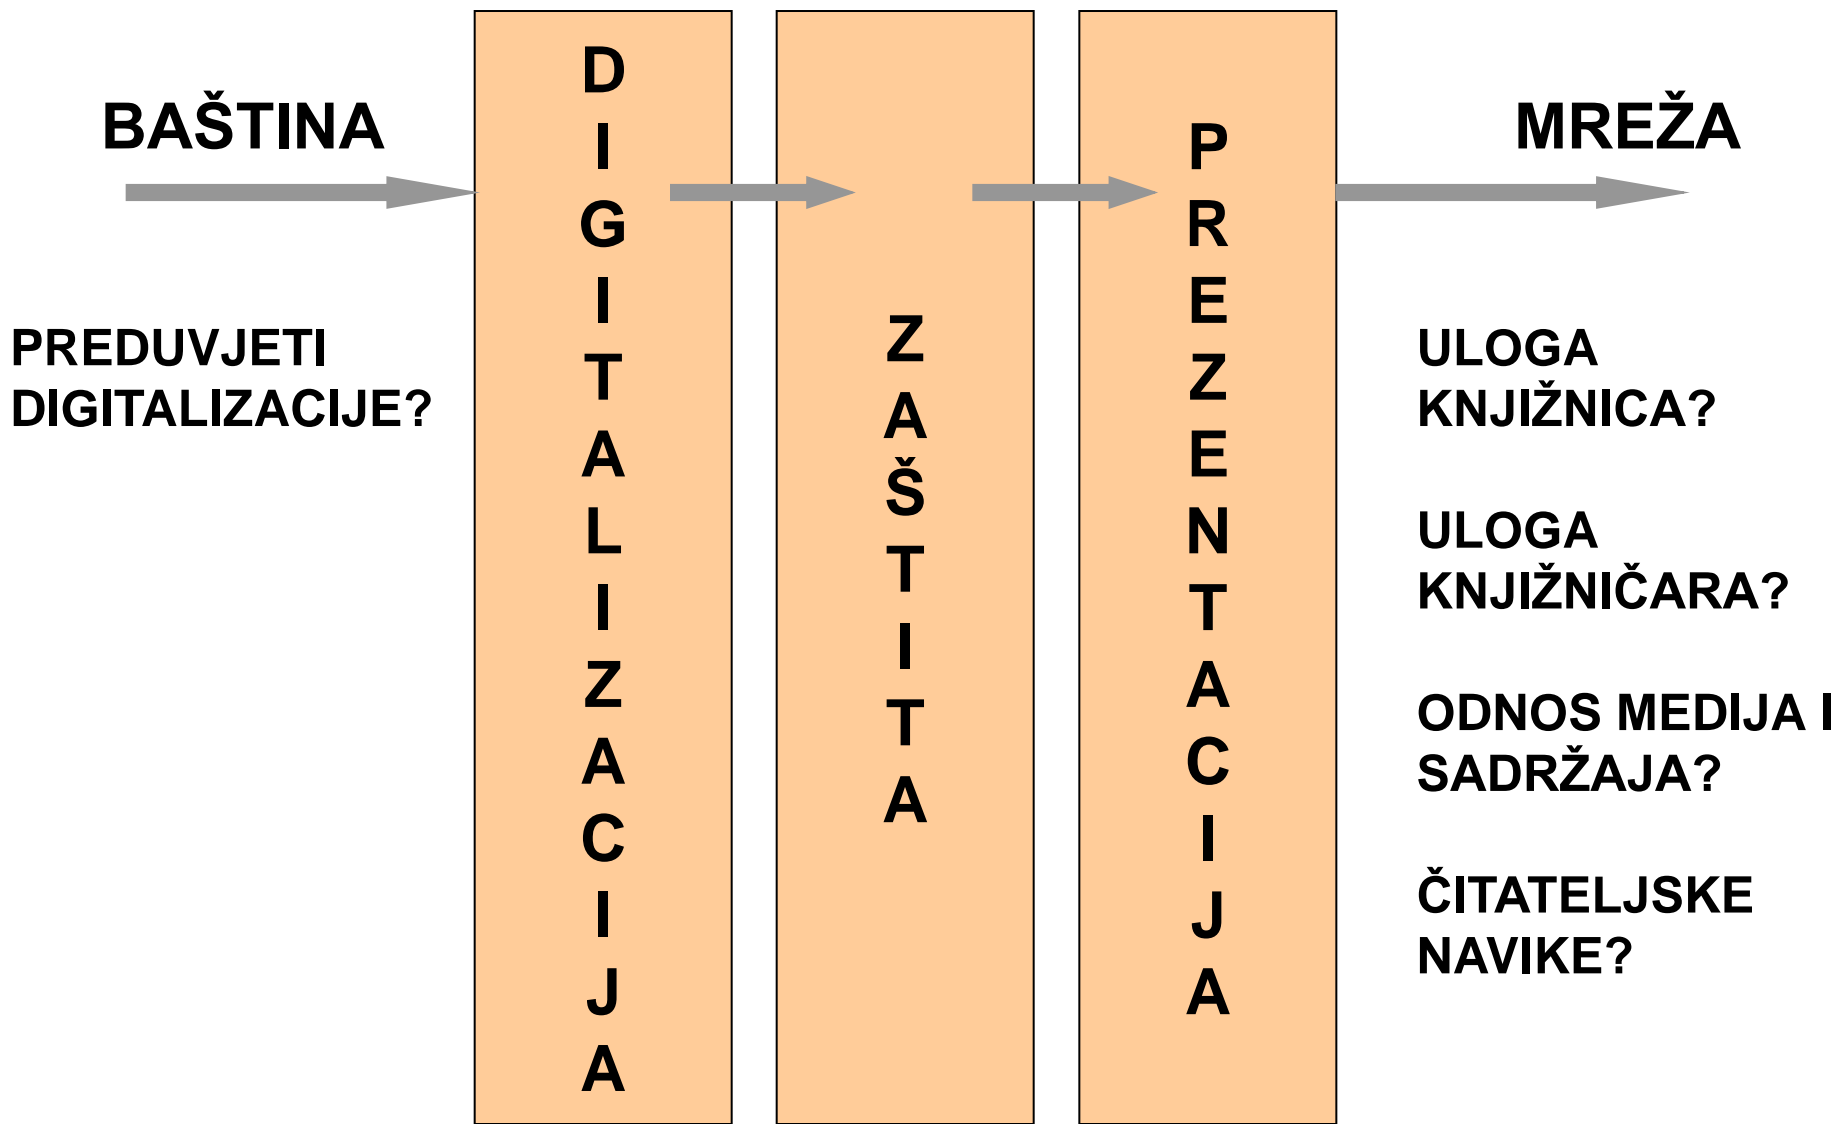 BAŠTINA
PREDUVJETI
DIGITALIZACIJE?
DIGITALIZACIJA
ZAŠTITA
PREZENTACIJA
MREŽA
ULOGA
KNJIŽNICA?
ULOGA
KNJIŽNIČARA?
ODNOS MEDIJA I
SADRŽAJA?
ČITATELJSKE
NAVIKE?